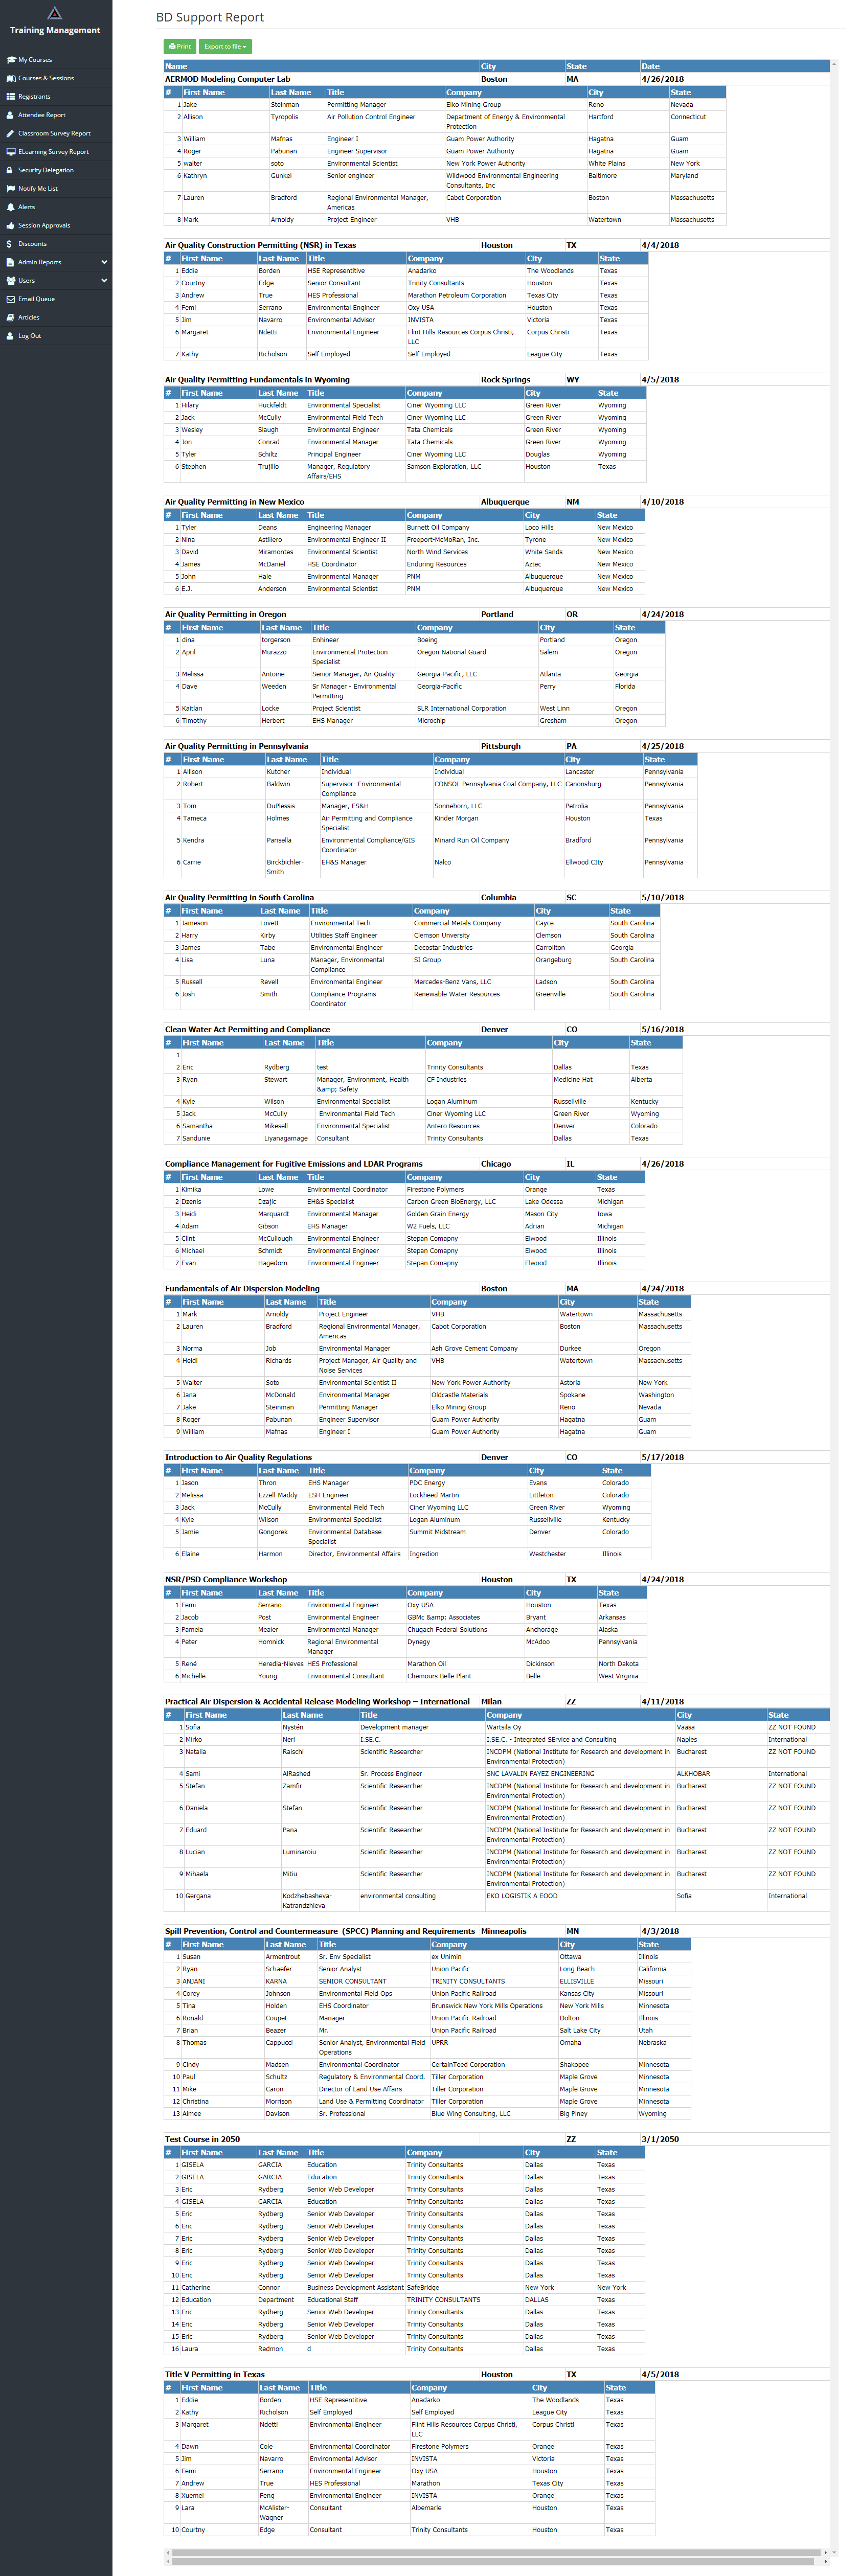 Training Management
My Courses
Courses & Sessions
Registrants
Attendee Report
Classroom Survey Report
ELearning Survey Report
Security Delegation
Notify Me List
Alerts
Session Approvals
Discounts
Admin Reports
Users
Email Queue
Articles
Log Out
BD Support Report
Print Export to file
Name City State Date
AERMOD Modeling Computer Lab Boston MA 4/26/2018
# First Name Last Name Title Company City State
1 Jake Steinman Permitting Manager Elko Mining Group Reno Nevada
2 Allison Tyropolis Air Pollution Control Engineer Department of Energy & Environmental Hartford Connecticut
Protection
3 William Mafnas Engineer I Guam Power Authority Hagatna Guam
4 Roger Pabunan Engineer Supervisor Guam Power Authority Hagatna Guam
5 walter soto Environmental Scientist New York Power Authority White Plains New York
6 Kathryn Gunkel Senior engineer Wildwood Environmental Engineering Baltimore Maryland
Consultants, Inc
7 Lauren Bradford Regional Environmental Manager, Cabot Corporation Boston Massachusetts
Americas
8 Mark Arnoldy Project Engineer VHB Watertown Massachusetts
Air Quality Construction Permitting (NSR) in Texas Houston TX 4/4/2018
# First Name Last Name Title Company City State
1 Eddie Borden HSE Representitive Anadarko The Woodlands Texas
2 Courtny Edge Senior Consultant Trinity Consultants Houston Texas
3 Andrew True HES Professional Marathon Petroleum Corporation Texas City Texas
4 Femi Serrano Environmental Engineer Oxy USA Houston Texas
5 Jim Navarro Environmental Advisor INVISTA Victoria Texas
6 Margaret Ndetti Environmental Engineer Flint Hills Resources Corpus Christi, Corpus Christi Texas
LLC
7 Kathy Richolson Self Employed Self Employed League City Texas
Air Quality Permitting Fundamentals in Wyoming Rock Springs WY 4/5/2018
# First Name Last Name Title Company City State
1 Hilary Huckfeldt Environmental Specialist Ciner Wyoming LLC Green River Wyoming
2 Jack McCully Environmental Field Tech Ciner Wyoming LLC Green River Wyoming
3 Wesley Slaugh Environmental Engineer Tata Chemicals Green River Wyoming
4 Jon Conrad Environmental Manager Tata Chemicals Green River Wyoming
5 Tyler Schiltz Principal Engineer Ciner Wyoming LLC Douglas Wyoming
6 Stephen Trujillo Manager, Regulatory Samson Exploration, LLC Houston Texas
Affairs/EHS
Air Quality Permitting in New Mexico Albuquerque NM 4/10/2018
# First Name Last Name Title Company City State
1 Tyler Deans Engineering Manager Burnett Oil Company Loco Hills New Mexico
2 Nina Astillero Environmental Engineer II Freeport-McMoRan, Inc. Tyrone New Mexico
3 David Miramontes Environmental Scientist North Wind Services White Sands New Mexico
4 James McDaniel HSE Coordinator Enduring Resources Aztec New Mexico
5 John Hale Environmental Manager PNM Albuquerque New Mexico
6 E.J. Anderson Environmental Scientist PNM Albuquerque New Mexico
Air Quality Permitting in Oregon Portland OR 4/24/2018
# First Name Last Name Title Company City State
1 dina torgerson Enhineer Boeing Portland Oregon
2 April Murazzo Environmental Protection Oregon National Guard Salem Oregon
Specialist
3 Melissa Antoine Senior Manager, Air Quality Georgia-Pacific, LLC Atlanta Georgia
4 Dave Weeden Sr Manager - Environmental Georgia-Pacific Perry Florida
Permitting
5 Kaitlan Locke Project Scientist SLR International Corporation West Linn Oregon
6 Timothy Herbert EHS Manager Microchip Gresham Oregon
Air Quality Permitting in Pennsylvania Pittsburgh PA 4/25/2018
# First Name Last Name Title Company City State
1 Allison Kutcher Individual Individual Lancaster Pennsylvania
2 Robert Baldwin Supervisor- Environmental CONSOL Pennsylvania Coal Company, LLC Canonsburg Pennsylvania
Compliance
3 Tom DuPlessis Manager, ES&H Sonneborn, LLC Petrolia Pennsylvania
4 Tameca Holmes Air Permitting and Compliance Kinder Morgan Houston Texas
Specialist
5 Kendra Parisella Environmental Compliance/GIS Minard Run Oil Company Bradford Pennsylvania
Coordinator
6 Carrie Birckbichler- EH&S Manager Nalco Ellwood CIty Pennsylvania
Smith
Air Quality Permitting in South Carolina Columbia SC 5/10/2018
# First Name Last Name Title Company City State
1 Jameson Lovett Environmental Tech Commercial Metals Company Cayce South Carolina
2 Harry Kirby Utilities Staff Engineer Clemson Unversity Clemson South Carolina
3 James Tabe Environmental Engineer Decostar Industries Carrollton Georgia
4 Lisa Luna Manager, Environmental SI Group Orangeburg South Carolina
Compliance
5 Russell Revell Environmental Engineer Mercedes-Benz Vans, LLC Ladson South Carolina
6 Josh Smith Compliance Programs Renewable Water Resources Greenville South Carolina
Coordinator
Clean Water Act Permitting and Compliance Denver CO 5/16/2018
# First Name Last Name Title Company City State
1
2 Eric Rydberg test Trinity Consultants Dallas Texas
3 Ryan Stewart Manager, Environment, Health CF Industries Medicine Hat Alberta
&amp; Safety
4 Kyle Wilson Environmental Specialist Logan Aluminum Russellville Kentucky
5 Jack McCully Environmental Field Tech Ciner Wyoming LLC Green River Wyoming
6 Samantha Mikesell Environmental Specialist Antero Resources Denver Colorado
7 Sandunie Liyanagamage Consultant Trinity Consultants Dallas Texas
Compliance Management for Fugitive Emissions and LDAR Programs Chicago IL 4/26/2018
# First Name Last Name Title Company City State
1 Kimika Lowe Environmental Coordinator Firestone Polymers Orange Texas
2 Dzenis Dzajic EH&S Specialist Carbon Green BioEnergy, LLC Lake Odessa Michigan
3 Heidi Marquardt Environmental Manager Golden Grain Energy Mason City Iowa
4 Adam Gibson EHS Manager W2 Fuels, LLC Adrian Michigan
5 Clint McCullough Environmental Engineer Stepan Comapny Elwood Illinois
6 Michael Schmidt Environmental Engineer Stepan Comapny Elwood Illinois
7 Evan Hagedorn Environmental Engineer Stepan Comapny Elwood Illinois
Fundamentals of Air Dispersion Modeling Boston MA 4/24/2018
# First Name Last Name Title Company City State
1 Mark Arnoldy Project Engineer VHB Watertown Massachusetts
2 Lauren Bradford Regional Environmental Manager, Cabot Corporation Boston Massachusetts
Americas
3 Norma Job Environmental Manager Ash Grove Cement Company Durkee Oregon
4 Heidi Richards Project Manager, Air Quality and VHB Watertown Massachusetts
Noise Services
5 Walter Soto Environmental Scientist II New York Power Authority Astoria New York
6 Jana McDonald Environmental Manager Oldcastle Materials Spokane Washington
7 Jake Steinman Permitting Manager Elko Mining Group Reno Nevada
8 Roger Pabunan Engineer Supervisor Guam Power Authority Hagatna Guam
9 William Mafnas Engineer I Guam Power Authority Hagatna Guam
Introduction to Air Quality Regulations Denver CO 5/17/2018
# First Name Last Name Title Company City State
1 Jason Thron EHS Manager PDC Energy Evans Colorado
2 Melissa Ezzell-Maddy ESH Engineer Lockheed Martin Littleton Colorado
3 Jack McCully Environmental Field Tech Ciner Wyoming LLC Green River Wyoming
4 Kyle Wilson Environmental Specialist Logan Aluminum Russellville Kentucky
5 Jamie Gongorek Environmental Database Summit Midstream Denver Colorado
Specialist
6 Elaine Harmon Director, Environmental Affairs Ingredion Westchester Illinois
NSR/PSD Compliance Workshop Houston TX 4/24/2018
# First Name Last Name Title Company City State
1 Femi Serrano Environmental Engineer Oxy USA Houston Texas
2 Jacob Post Environmental Engineer GBMc &amp; Associates Bryant Arkansas
3 Pamela Mealer Environmental Manager Chugach Federal Solutions Anchorage Alaska
4 Peter Homnick Regional Environmental Dynegy McAdoo Pennsylvania
Manager
5 René Heredia-Nieves HES Professional Marathon Oil Dickinson North Dakota
6 Michelle Young Environmental Consultant Chemours Belle Plant Belle West Virginia
Practical Air Dispersion & Accidental Release Modeling Workshop – International Milan ZZ 4/11/2018
# First Name Last Name Title Company City State
1 Sofia Nystén Development manager Wärtsilä Oy Vaasa ZZ NOT FOUND
2 Mirko Neri I.SE.C. I.SE.C. - Integrated SErvice and Consulting Naples International
3 Natalia Raischi Scientific Researcher INCDPM (National Institute for Research and development in Bucharest ZZ NOT FOUND
Environmental Protection)
4 Sami AlRashed Sr. Process Engineer SNC LAVALIN FAYEZ ENGINEERING ALKHOBAR International
5 Stefan Zamfir Scientific Researcher INCDPM (National Institute for Research and development in Bucharest ZZ NOT FOUND
Environmental Protection)
6 Daniela Stefan Scientific Researcher INCDPM (National Institute for Research and development in Bucharest ZZ NOT FOUND
Environmental Protection)
7 Eduard Pana Scientific Researcher INCDPM (National Institute for Research and development in Bucharest ZZ NOT FOUND
Environmental Protection)
8 Lucian Luminaroiu Scientific Researcher INCDPM (National Institute for Research and development in Bucharest ZZ NOT FOUND
Environmental Protection)
9 Mihaela Mitiu Scientific Researcher INCDPM (National Institute for Research and development in Bucharest ZZ NOT FOUND
Environmental Protection)
10 Gergana Kodzhebasheva- environmental consulting EKO LOGISTIK A EOOD Sofia International
Katrandzhieva
Spill Prevention, Control and Countermeasure (SPCC) Planning and Requirements Minneapolis MN 4/3/2018
# First Name Last Name Title Company City State
1 Susan Armentrout Sr. Env Specialist ex Unimin Ottawa Illinois
2 Ryan Schaefer Senior Analyst Union Pacific Long Beach California
3 ANJANI KARNA SENIOR CONSULTANT TRINITY CONSULTANTS ELLISVILLE Missouri
4 Corey Johnson Environmental Field Ops Union Pacific Railroad Kansas City Missouri
5 Tina Holden EHS Coordinator Brunswick New York Mills Operations New York Mills Minnesota
6 Ronald Coupet Manager Union Pacific Railroad Dolton Illinois
7 Brian Beazer Mr. Union Pacific Railroad Salt Lake City Utah
8 Thomas Cappucci Senior Analyst, Environmental Field UPRR Omaha Nebraska
Operations
9 Cindy Madsen Environmental Coordinator CertainTeed Corporation Shakopee Minnesota
10 Paul Schultz Regulatory & Environmental Coord. Tiller Corporation Maple Grove Minnesota
11 Mike Caron Director of Land Use Affairs Tiller Corporation Maple Grove Minnesota
12 Christina Morrison Land Use & Permitting Coordinator Tiller Corporation Maple Grove Minnesota
13 Aimee Davison Sr. Professional Blue Wing Consulting, LLC Big Piney Wyoming
Test Course in 2050 ZZ 3/1/2050
# First Name Last Name Title Company City State
1 GISELA GARCIA Education Trinity Consultants Dallas Texas
2 GISELA GARCIA Education Trinity Consultants Dallas Texas
3 Eric Rydberg Senior Web Developer Trinity Consultants Dallas Texas
4 GISELA GARCIA Education Trinity Consultants Dallas Texas
5 Eric Rydberg Senior Web Developer Trinity Consultants Dallas Texas
6 Eric Rydberg Senior Web Developer Trinity Consultants Dallas Texas
7 Eric Rydberg Senior Web Developer Trinity Consultants Dallas Texas
8 Eric Rydberg Senior Web Developer Trinity Consultants Dallas Texas
9 Eric Rydberg Senior Web Developer Trinity Consultants Dallas Texas
10 Eric Rydberg Senior Web Developer Trinity Consultants Dallas Texas
11 Catherine Connor Business Development Assistant SafeBridge New York New York
12 Education Department Educational Staff TRINITY CONSULTANTS DALLAS Texas
13 Eric Rydberg Senior Web Developer Trinity Consultants Dallas Texas
14 Eric Rydberg Senior Web Developer Trinity Consultants Dallas Texas
15 Eric Rydberg Senior Web Developer Trinity Consultants Dallas Texas
16 Laura Redmon d Trinity Consultants Dallas Texas
Title V Permitting in Texas Houston TX 4/5/2018
# First Name Last Name Title Company City State
1 Eddie Borden HSE Representitive Anadarko The Woodlands Texas
2 Kathy Richolson Self Employed Self Employed League City Texas
3 Margaret Ndetti Environmental Engineer Flint Hills Resources Corpus Christi, Corpus Christi Texas
LLC
4 Dawn Cole Environmental Coordinator Firestone Polymers Orange Texas
5 Jim Navarro Environmental Advisor INVISTA Victoria Texas
6 Femi Serrano Environmental Engineer Oxy USA Houston Texas
7 Andrew True HES Professional Marathon Texas City Texas
8 Xuemei Feng Environmental Engineer INVISTA Orange Texas
9 Lara McAlister- Consultant Albemarle Houston Texas
Wagner
10 Courtny Edge Consultant Trinity Consultants Houston Texas